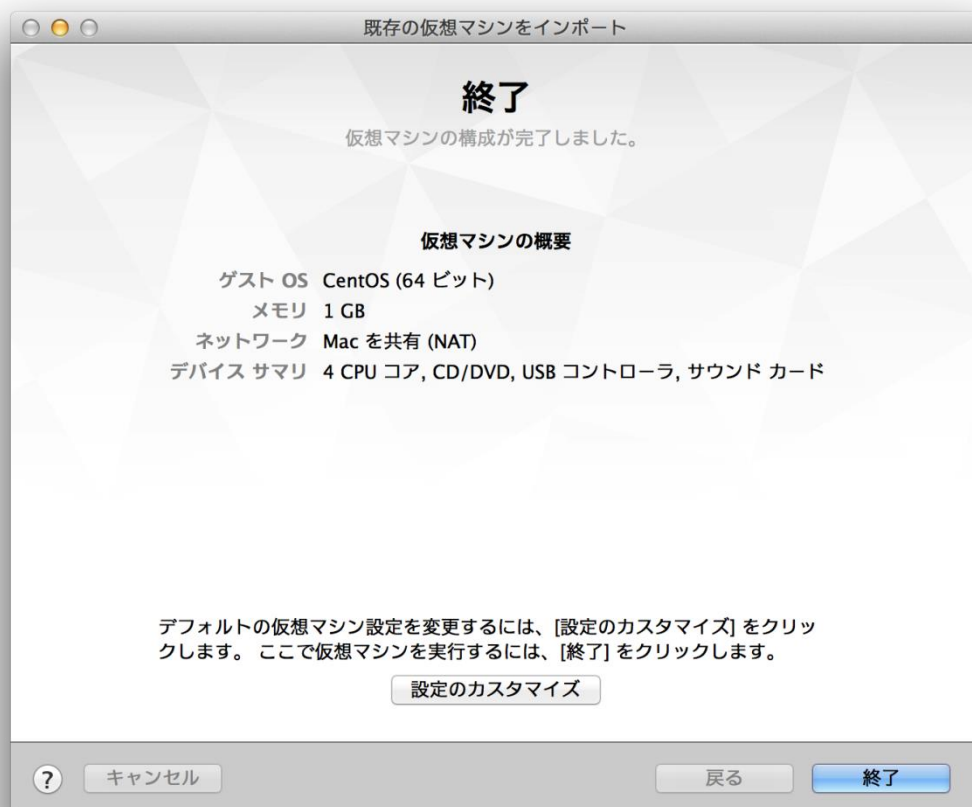 既存の仮想マシンをインポート
終了
仮想マシンの構成が完了しました。
仮想マシンの概要
ゲスト OS CentOS (64 ビット)
メモリ 1 GB
ネットワーク Mac を共有 (NAT)
デバイス サマリ 4 CPU コア, CD/DVD, USB コントローラ, サウンド カード
デフォルトの仮想マシン設定を変更するには、[設定のカスタマイズ] をクリッ
クします。 ここで仮想マシンを実行するには、[終了] をクリックします。
設定のカスタマイズ
? キャンセル 戻る 終了